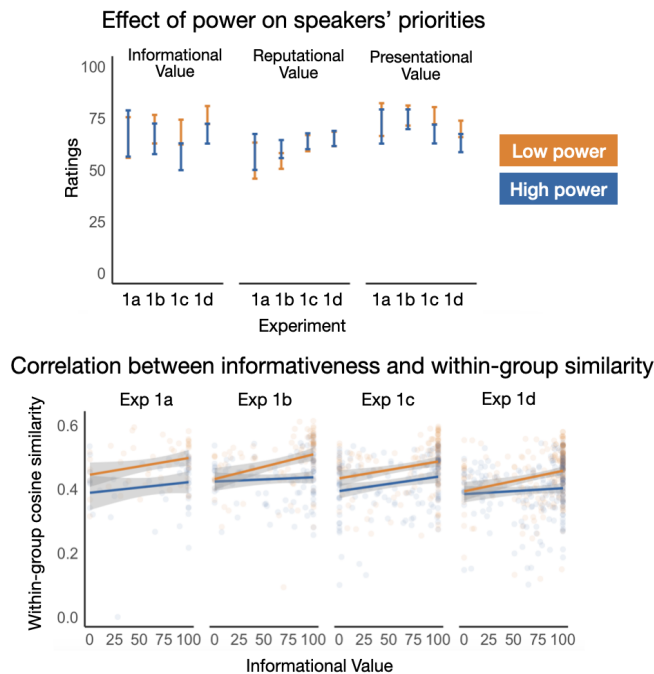 Effect of power on speakers’ priorities
Informational Value
Reputational Value
Presentational Value
100
75
50
25
0
Ratings
1a 1b 1c 1d
1a 1b 1c 1d
1a 1b 1c 1d
Experiment
Low power
High power
Correlation between informativeness and within-group similarity
Exp 1a
Exp 1b
Exp 1c
Exp 1d
Within-group cosine similarity
0.6
0.4
0.2
0.0
0 25 50 75 100
0 25 50 75 100
0 25 50 75 100
0 25 50 75 100
Informational Value